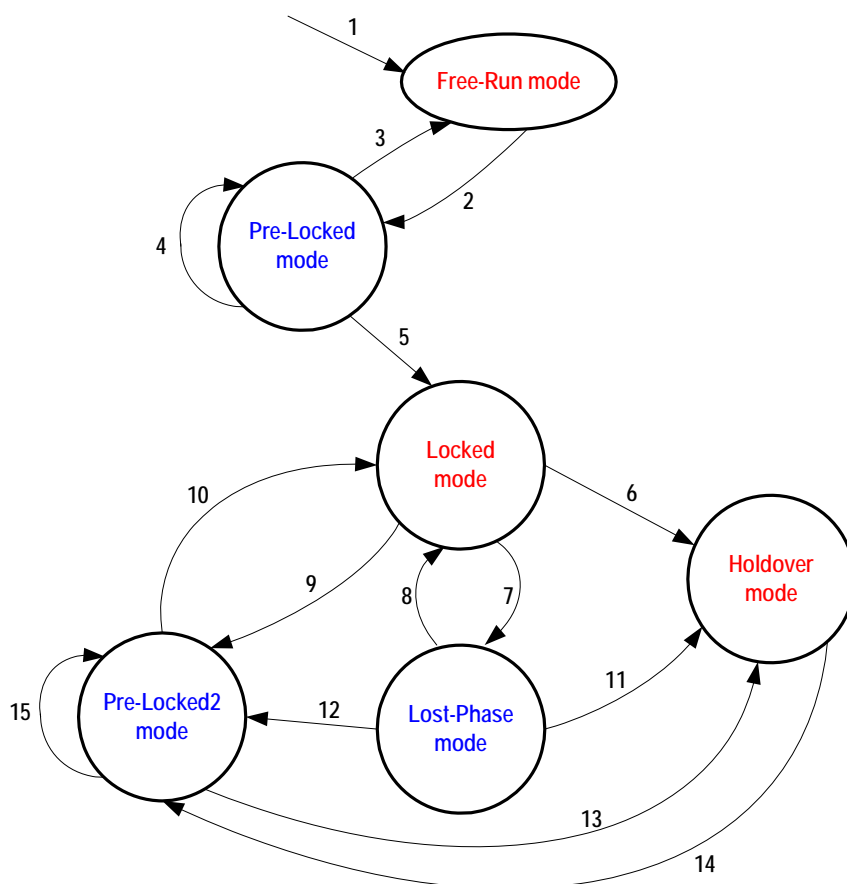 1
Free-Run mode
3
2
Pre-Locked
mode
4
5
Locked
mode
10
6
Holdover
mode
9
8
7
Pre-Locked2
mode
15
12
Lost-Phase
mode
11
13
14